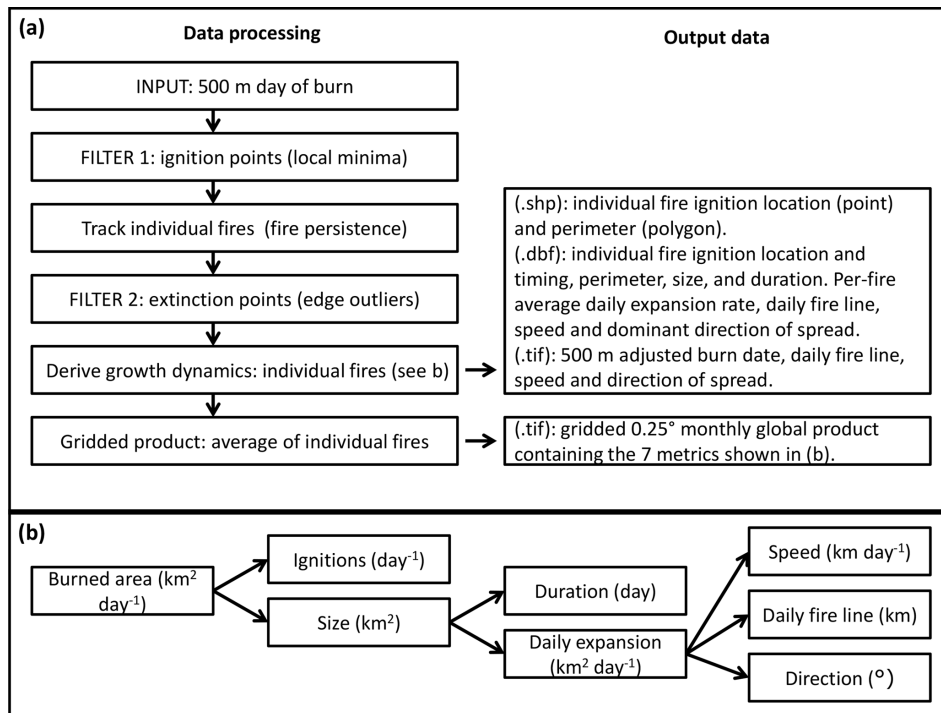 (a)
Data processing
Output data
INPUT: 500 m day of burn
FILTER 1: ignition points (local minima)
Track individual fires (fire persistence)
FILTER 2: extinction points (edge outliers)
Derive growth dynamics: individual fires (see b)
Gridded product: average of individual fires
(.shp): individual fire ignition location (point)
and perimeter (polygon).
(.dbf): individual fire ignition location and
timing, perimeter, size, and duration. Per-fire
average daily expansion rate, daily fire line,
speed and dominant direction of spread.
(.tif): 500 m adjusted burn date, daily fire line,
speed and direction of spread.
(.tif): gridded 0.25° monthly global product
containing the 7 metrics shown in (b).
(b)
Burned area (km²
day⁻¹)
Ignitions (day⁻¹)
Size (km²)
Duration (day)
Daily expansion
(km² day⁻¹)
Speed (km day⁻¹)
Daily fire line (km)
Direction (°)